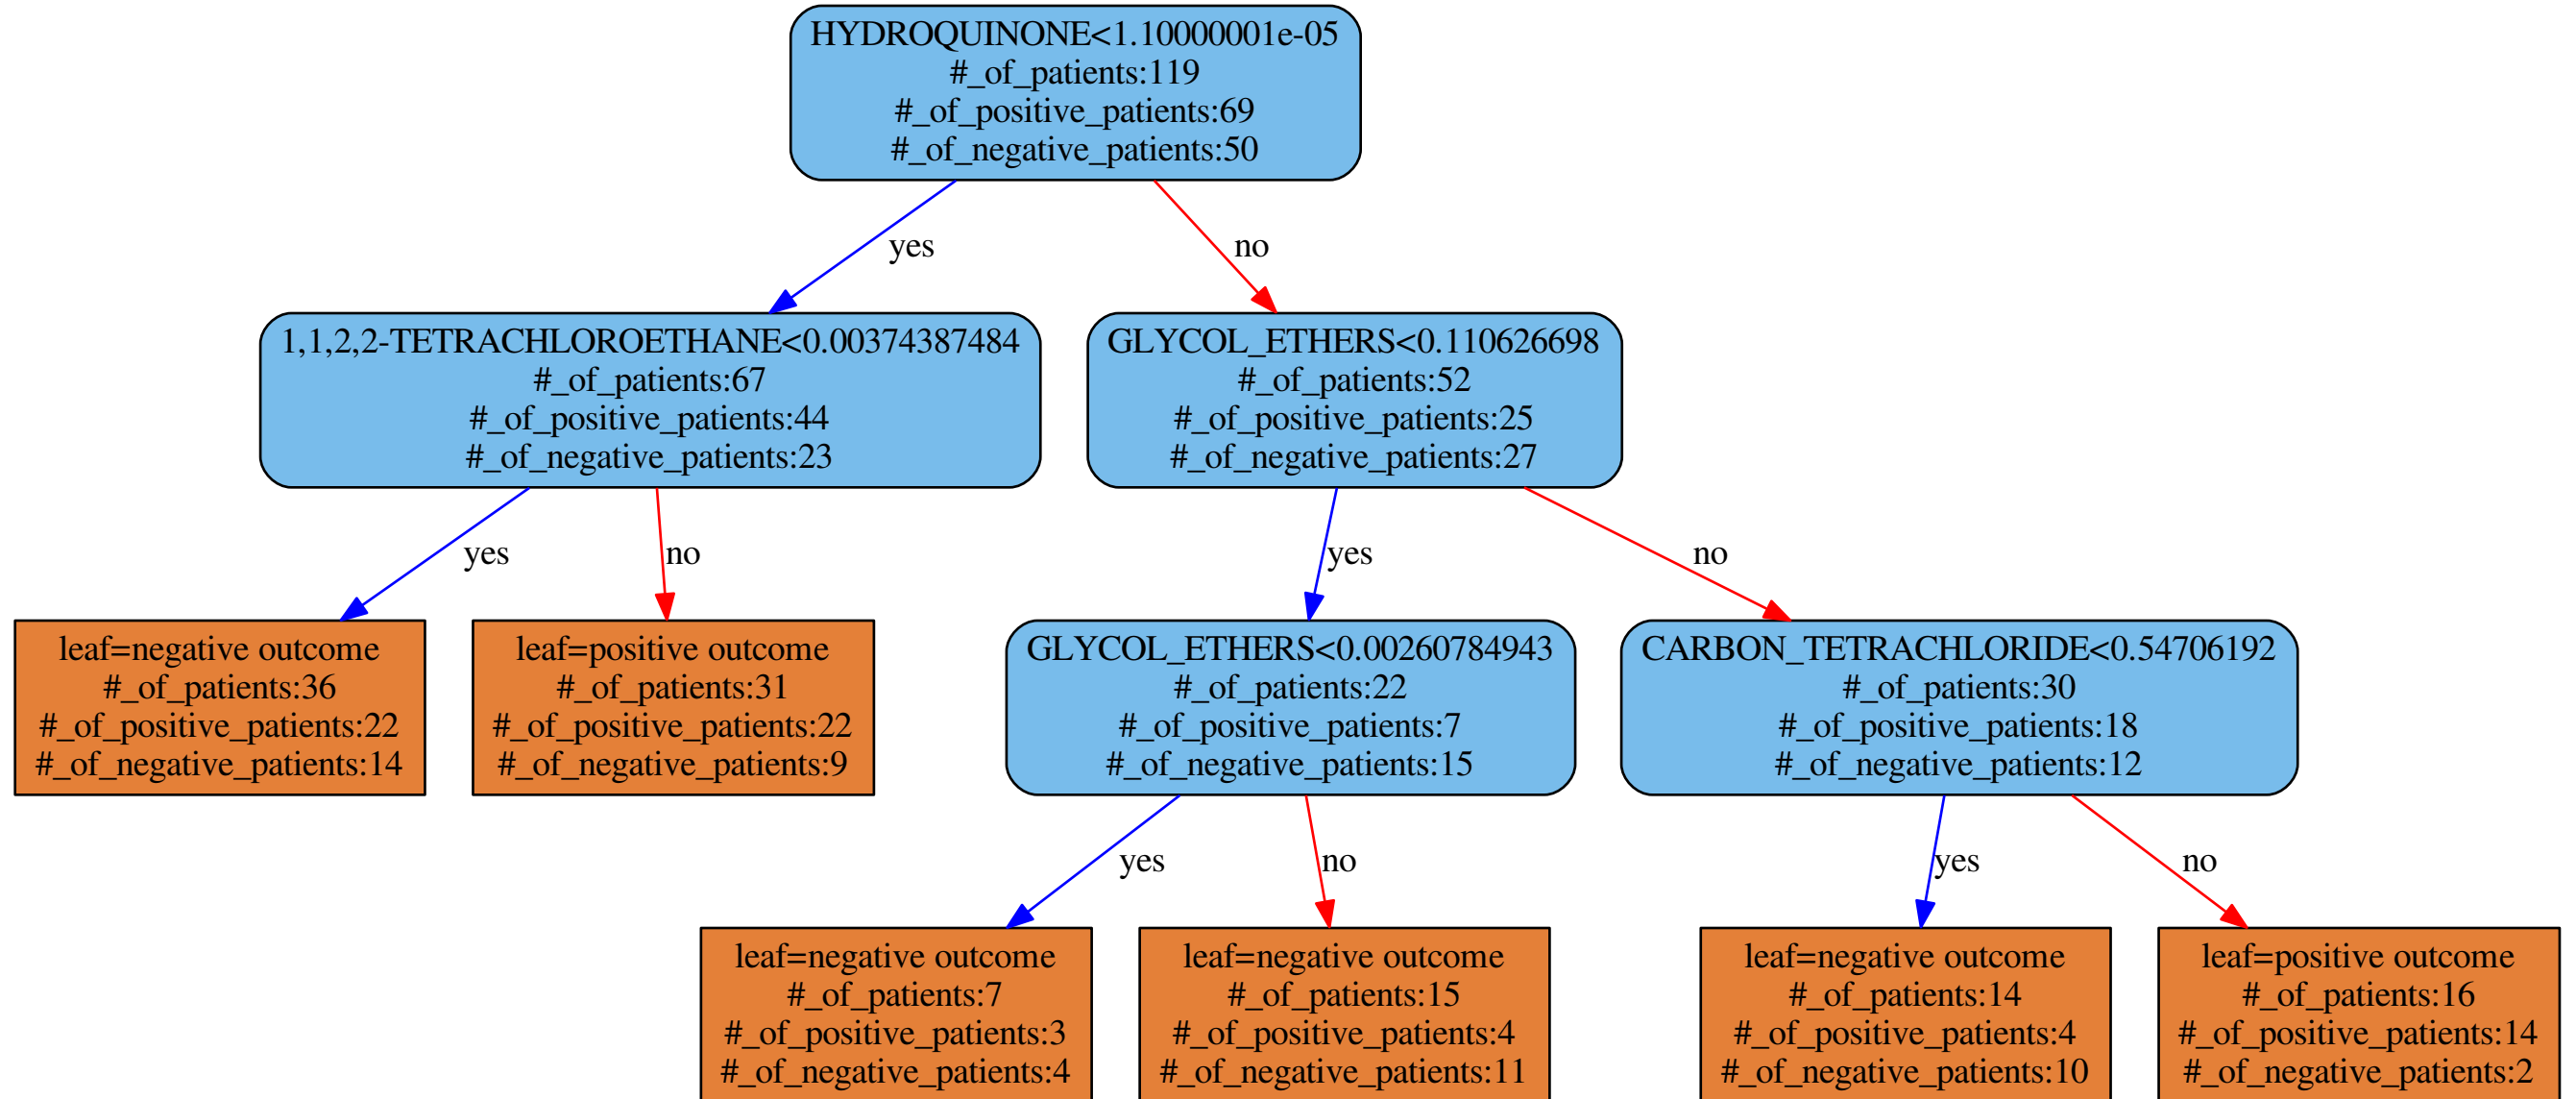 HYDROQUINONE<1.10000001e-05
#_of_patients:119
#_of_positive_patients:69
#_of_negative_patients:50
yes
no
1,1,2,2-TETRACHLOROETHANE<0.00374387484
#_of_patients:67
#_of_positive_patients:44
#_of_negative_patients:23
GLYCOL_ETHERS<0.110626698
#_of_patients:52
#_of_positive_patients:25
#_of_negative_patients:27
yes
no
yes
no
leaf=negative outcome
#_of_patients:36
#_of_positive_patients:22
#_of_negative_patients:14
leaf=positive outcome
#_of_patients:31
#_of_positive_patients:22
#_of_negative_patients:9
GLYCOL_ETHERS<0.00260784943
#_of_patients:22
#_of_positive_patients:7
#_of_negative_patients:15
CARBON_TETRACHLORIDE<0.54706192
#_of_patients:30
#_of_positive_patients:18
#_of_negative_patients:12
yes
no
yes
no
leaf=negative outcome
#_of_patients:7
#_of_positive_patients:3
#_of_negative_patients:4
leaf=negative outcome
#_of_patients:15
#_of_positive_patients:4
#_of_negative_patients:11
leaf=negative outcome
#_of_patients:14
#_of_positive_patients:4
#_of_negative_patients:10
leaf=positive outcome
#_of_patients:16
#_of_positive_patients:14
#_of_negative_patients:2